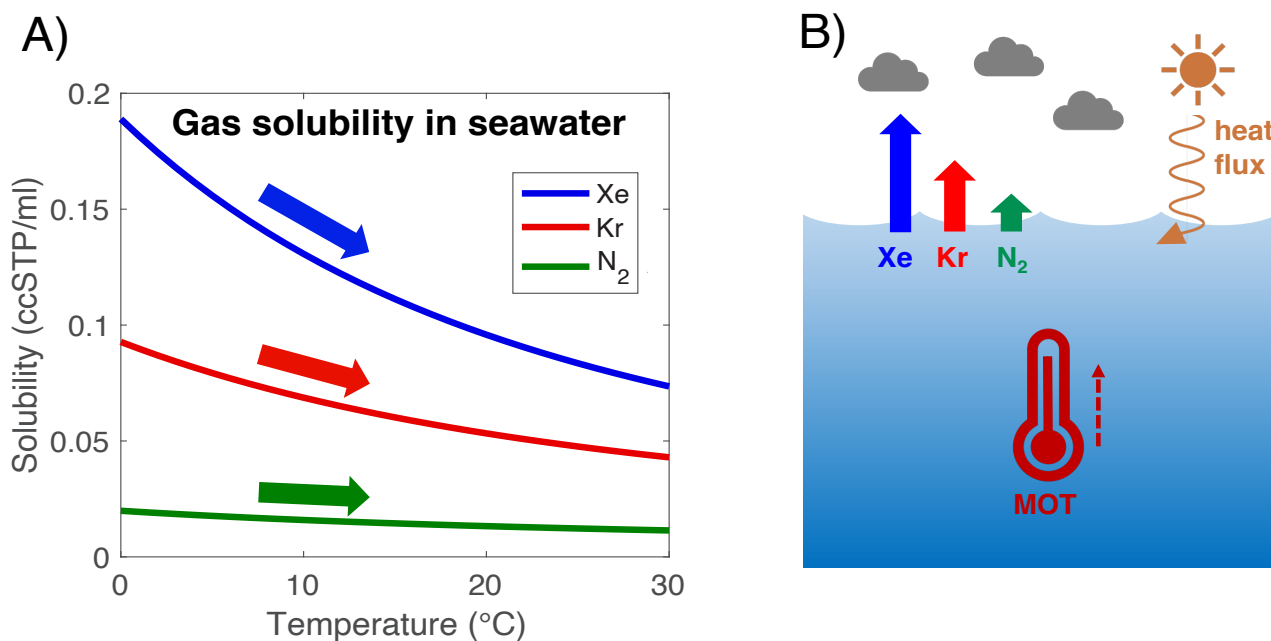 A)
Gas solubility in seawater
Xe
Kr
N₂
Solubility (ccSTP/ml)
0.2
0.15
0.1
0.05
0
0
10
20
30
Temperature (°C)
B)
heat
flux
Xe
Kr
N₂
MOT